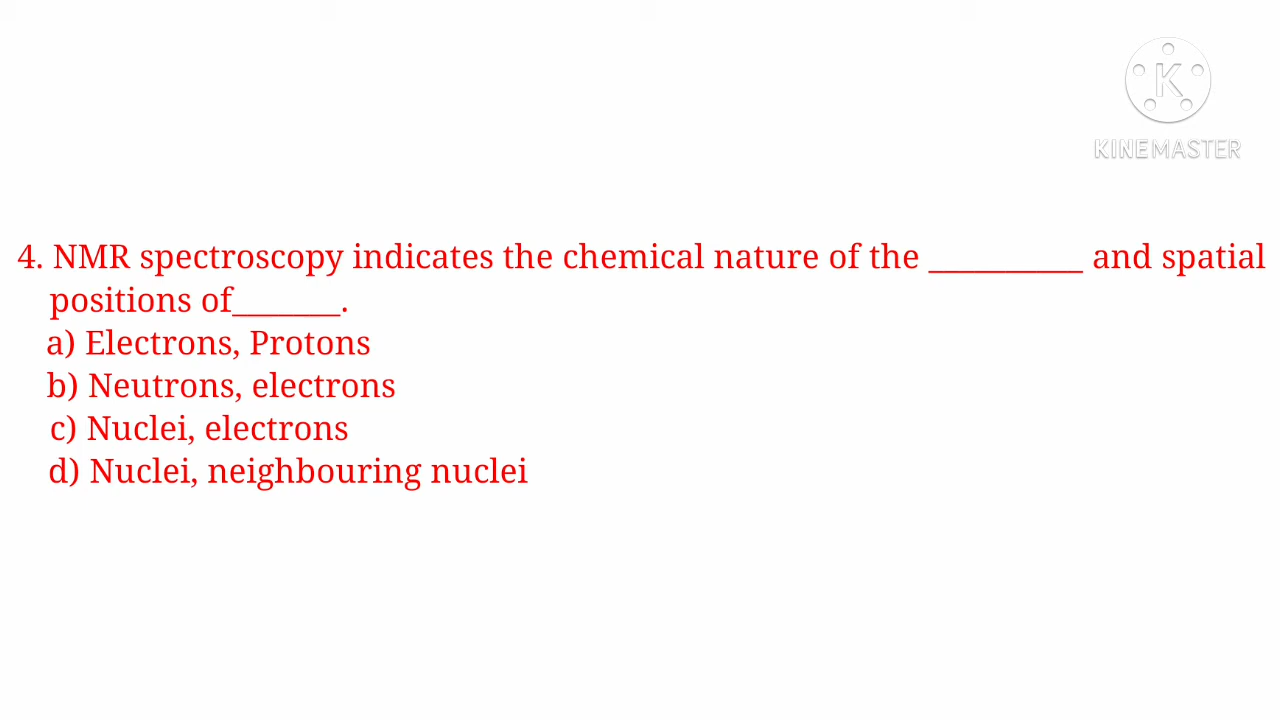 K
KINEMASTER
4. NMR spectroscopy indicates the chemical nature of the __________ and spatial
positions of_______.
a) Electrons, Protons
b) Neutrons, electrons
c) Nuclei, electrons
d) Nuclei, neighbouring nuclei